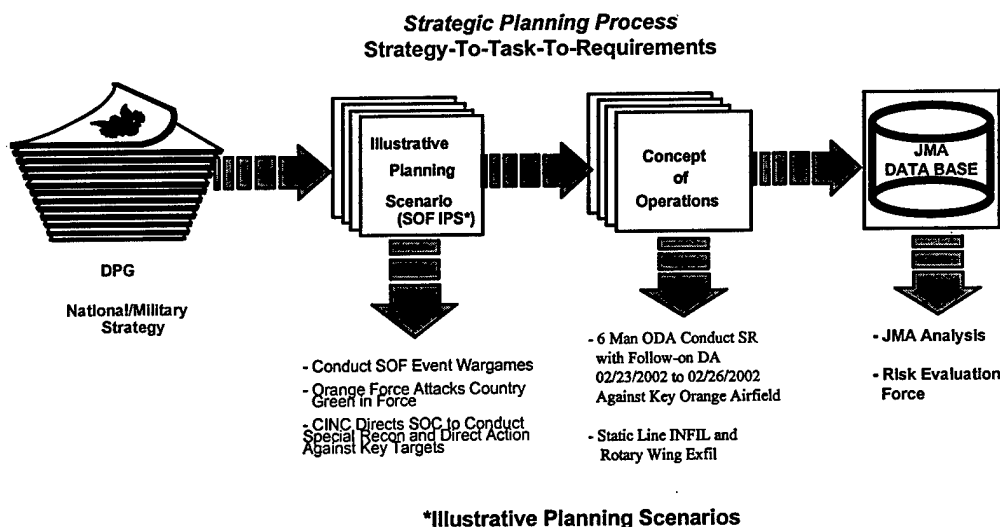 Strategic Planning Process
Strategy-To-Task-To-Requirements
DPG
National/Military
Strategy
Illustrative
Planning
Scenario
(SOF IPS*)
- Conduct SOF Event Wargames
- Orange Force Attacks Country
Green in Force
- CINC Directs SOC to Conduct
Special Recon and Direct Action
Against Key Targets
Concept
of
Operations
- 6 Man ODA Conduct SR
with Follow-on DA
02/23/2002 to 02/26/2002
Against Key Orange Airfield
- Static Line INFIL and
Rotary Wing Exfil
JMA
DATA BASE
- JMA Analysis
- Risk Evaluation
Force
*Illustrative Planning Scenarios